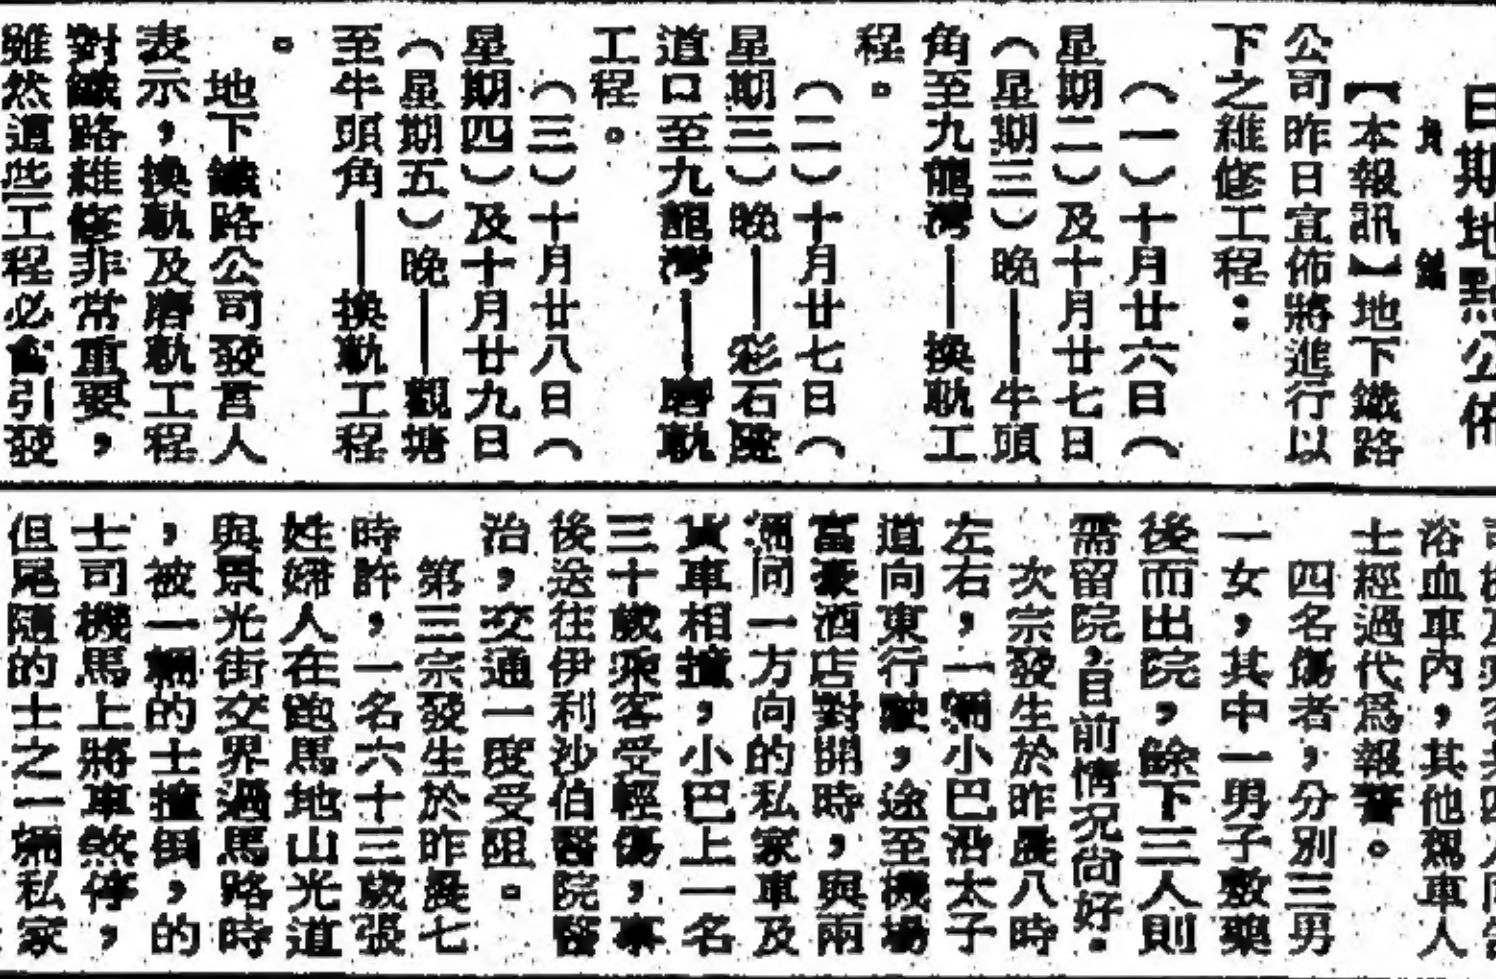 日期地點公佈
【本報訊】地下鐵路
公司昨日宣佈將進行以
下之維修工程：
（一）十月廿六日（
星期二）及十月廿七日
（星期三）晚——牛頭
角至九龍灣——換軌工
程。
（二）十月廿七日（
星期三）晚——彩石隧
道口至九龍灣——磨軌
工程。
（三）十月廿八日（
星期四）及十月廿九日
（星期五）晚——觀塘
至牛頭角——換軌工程
。
地下鐵路公司發言人
表示，換軌及磨軌工程
對鐵路維修非常重要，
雖然這些工程必會引發
浴血車內，其他駕車人
士經過代為報警。
四名傷者，分別三男
一女，其中一男子敷藥
後而出院，餘下三人則
需留院，目前情況尚好。
次宗發生於昨晨八時
左右，一輛小巴沿太子
道向東行駛，途至機場
富豪酒店對開時，與兩
輛同一方向的私家車及
貨車相撞，小巴上一名
三十歲乘客受輕傷，事
後送往伊利沙伯醫院醫
治，交通一度受阻。
第三宗發生於昨晨七
時許，一名六十三歲張
姓婦人在跑馬地山光道
與景光街交界過馬路時
，被一輛的士撞倒，的
士司機馬上將車煞停，
但尾隨的士之一輛私家